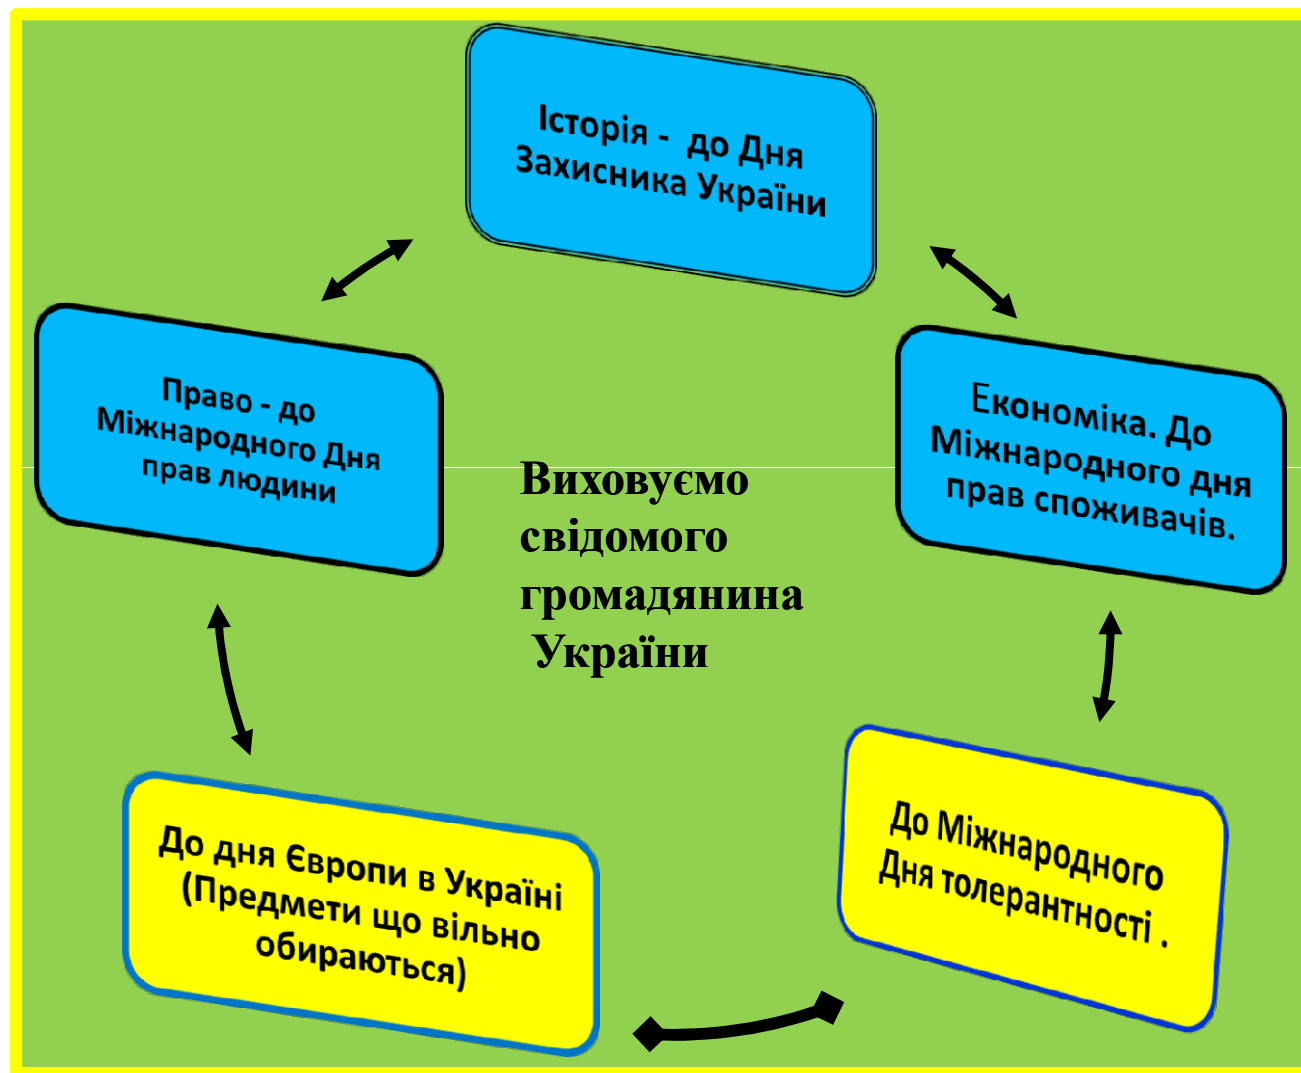 Історія - до Дня
Захисника України
Право - до
Міжнародного Дня
прав людини
Економіка. До
Міжнародного дня
прав споживачів.
Виховуємо
свідомого
громадянина
України
До дня Європи в Україні
(Предмети що вільно
обираються)
До Міжнародного
Дня толерантності .